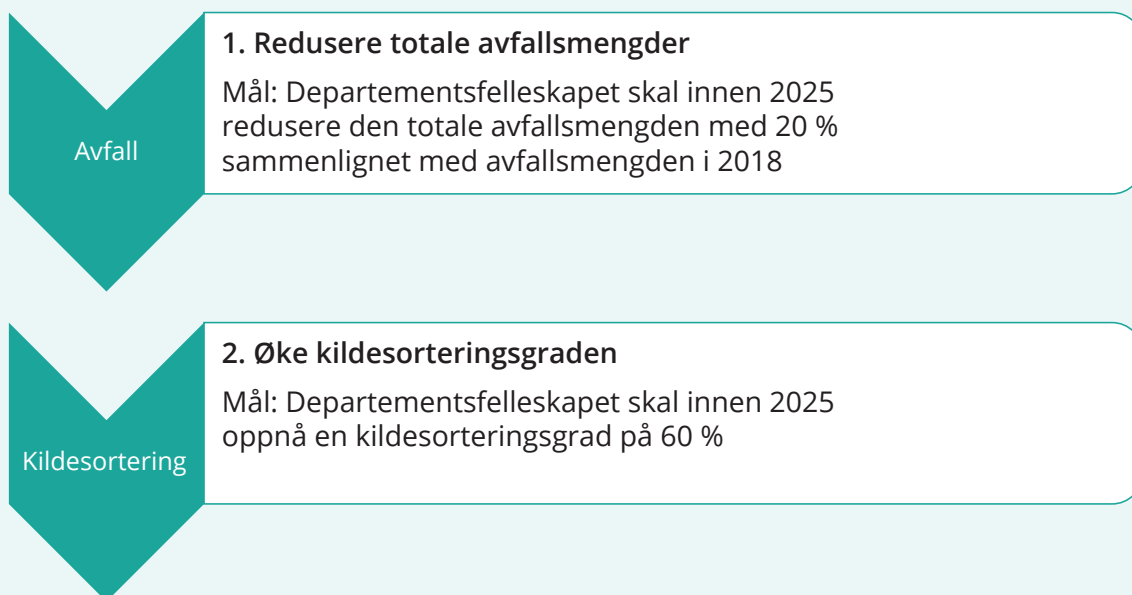 Avfall
1. Redusere totale avfallsmengder
Mål: Departementsfelleskapet skal innen 2025
redusere den totale avfallsmengden med 20 %
sammenlignet med avfallsmengden i 2018
Kildesortering
2. Øke kildesorteringsgraden
Mål: Departementsfelleskapet skal innen 2025
oppnå en kildesorteringsgrad på 60 %